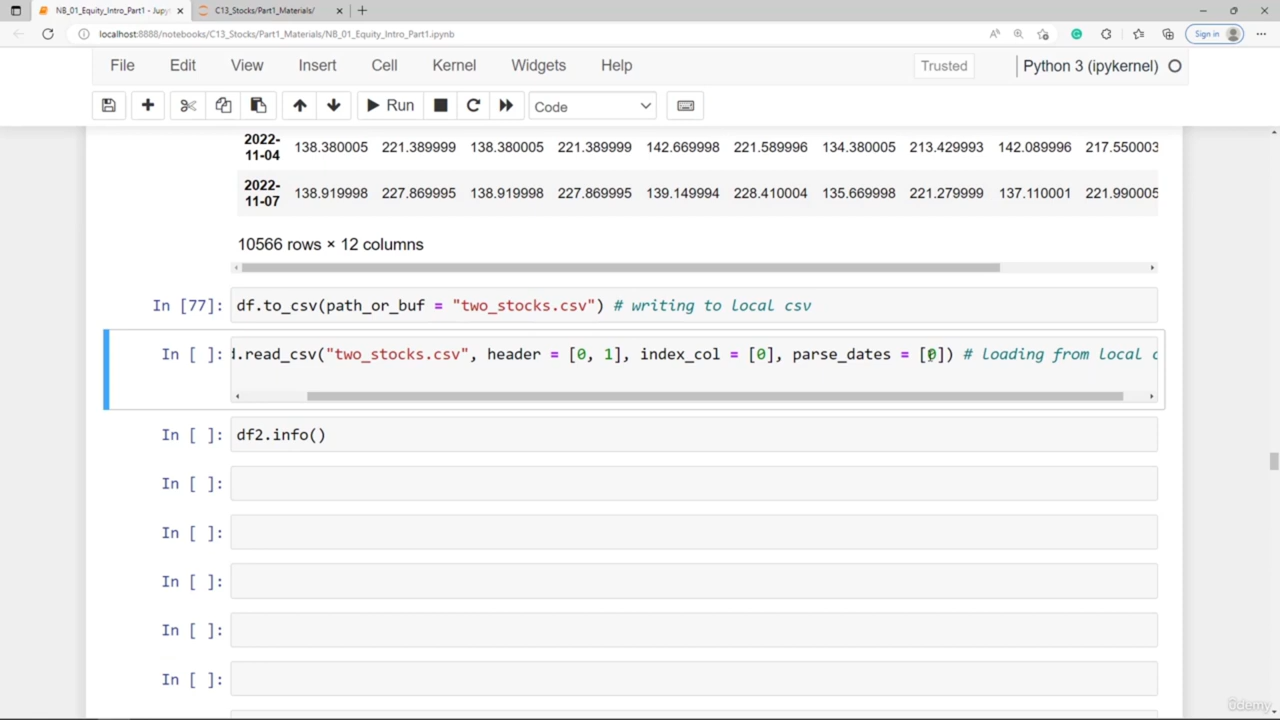 NB_01_Equity_Intro_Part1 - Jupy
C13_Stocks/Part1_Materials/
localhost:8888/notebooks/C13_Stocks/Part1_Materials/NB_01_Equity_Intro_Part1.ipynb
Sign in
File Edit View Insert Cell Kernel Widgets Help
Trusted
Python 3 (ipykernel)
Run
Code
2022-
11-04
138.380005 221.389999 138.380005 221.389999 142.669998 221.589996 134.380005 213.429993 142.089996 217.550003
2022-
11-07
138.919998 227.869995 138.919998 227.869995 139.149994 228.410004 135.669998 221.279999 137.110001 221.990005
10566 rows × 12 columns
In [77]: df.to_csv(path_or_buf = "two_stocks.csv") # writing to local csv
In [ ]: d.read_csv("two_stocks.csv", header = [0, 1], index_col = [0], parse_dates = [0]) # loading from local c
In [ ]: df2.info()
In [ ]:
In [ ]:
In [ ]:
In [ ]:
In [ ]:
Udemy